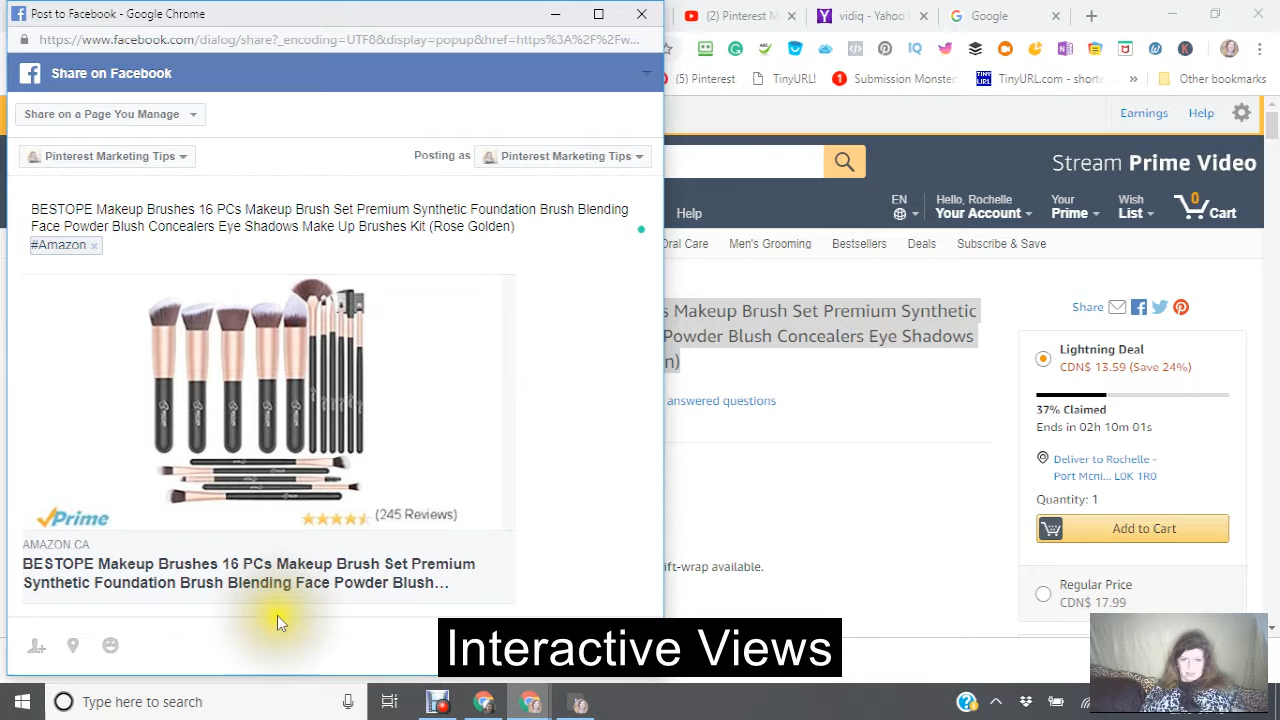 Post to Facebook - Google Chrome
https://www.facebook.com/dialog/share?_encoding=UTF8&display=popup&href=https%3A%2F%2Fw...
Share on Facebook
Share on a Page You Manage
Pinterest Marketing Tips
Posting as
Pinterest Marketing Tips
BESTOPE Makeup Brushes 16 PCs Makeup Brush Set Premium Synthetic Foundation Brush Blending
Face Powder Blush Concealers Eye Shadows Make Up Brushes Kit (Rose Golden)
#Amazon
Prime
(245 Reviews)
AMAZON.CA
BESTOPE Makeup Brushes 16 PCs Makeup Brush Set Premium
Synthetic Foundation Brush Blending Face Powder Blush…
(2) Pinterest M
vidiq - Yahoo
Google
(5) Pinterest
TinyURL!
Submission Monster
TinyURL.com - shorte
Other bookmarks
Earnings
Help
Stream Prime Video
Help
EN
Hello, Rochelle
Your Account
Your
Prime
Wish
List
0
Cart
Oral Care
Men's Grooming
Bestsellers
Deals
Subscribe & Save
s Makeup Brush Set Premium Synthetic
Powder Blush Concealers Eye Shadows
n)
answered questions
ift-wrap available.
Share
Lightning Deal
CDN$ 13.59 (Save 24%)
37% Claimed
Ends in 02h 10m 01s
Deliver to Rochelle -
Port Mcni... L0K 1R0
Quantity: 1
Add to Cart
Regular Price
CDN$ 17.99
Interactive Views
Type here to search